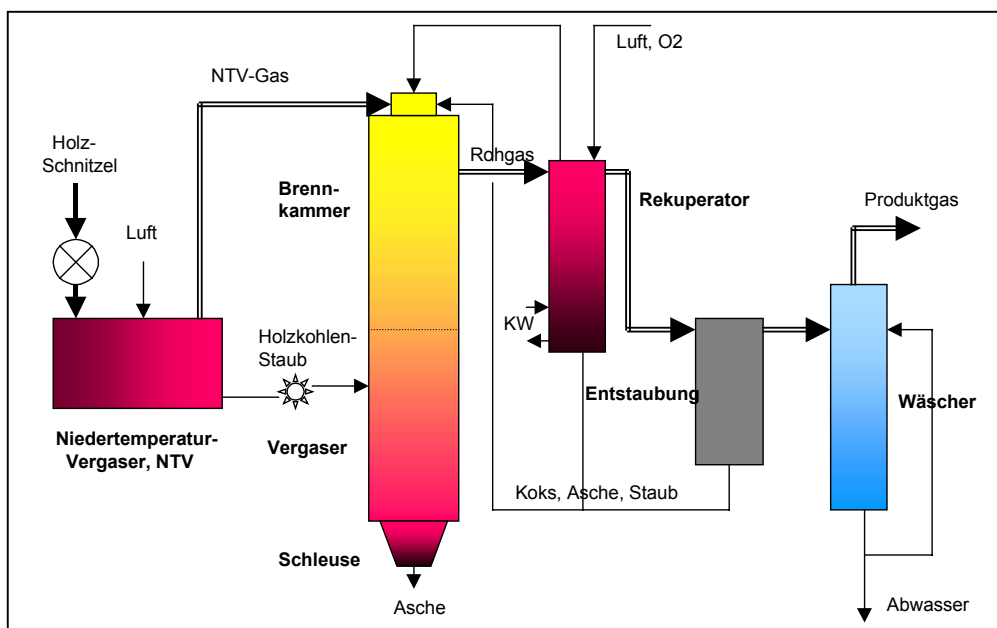 Luft, O2
NTV-Gas
Holz-
Schnitzel
Rohgas
Brenn-
kammer
Rekuperator
Produktgas
Luft
Holzkohlen-
Staub
KW
Entstaubung
Wäscher
Niedertemperatur-
Vergaser, NTV
Vergaser
Koks, Asche, Staub
Schleuse
Asche
Abwasser